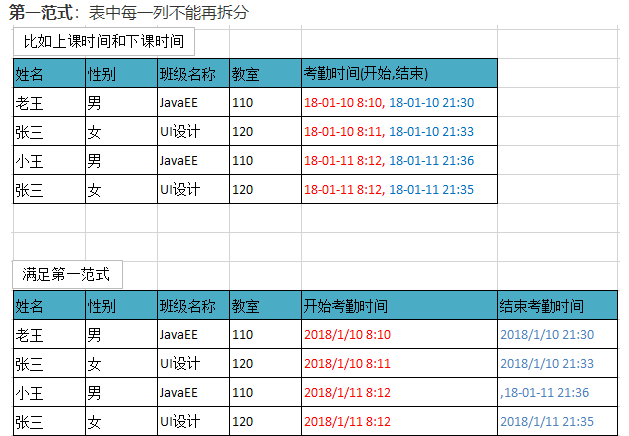 第一范式：表中每一列不能再拆分
比如上课时间和下课时间
姓名 性别 班级名称 教室 考勤时间(开始,结束)
老王 男 JavaEE 110 18-01-10 8:10, 18-01-10 21:30
张三 女 UI设计 120 18-01-10 8:11, 18-01-10 21:33
小王 男 JavaEE 110 18-01-11 8:12, 18-01-11 21:36
张三 女 UI设计 120 18-01-11 8:12, 18-01-11 21:35
满足第一范式
姓名 性别 班级名称 教室 开始考勤时间 结束考勤时间
老王 男 JavaEE 110 2018/1/10 8:10 2018/1/10 21:30
张三 女 UI设计 120 2018/1/10 8:11 2018/1/10 21:33
小王 男 JavaEE 110 2018/1/11 8:12 ,18-01-11 21:36
张三 女 UI设计 120 2018/1/11 8:12 2018/1/11 21:35